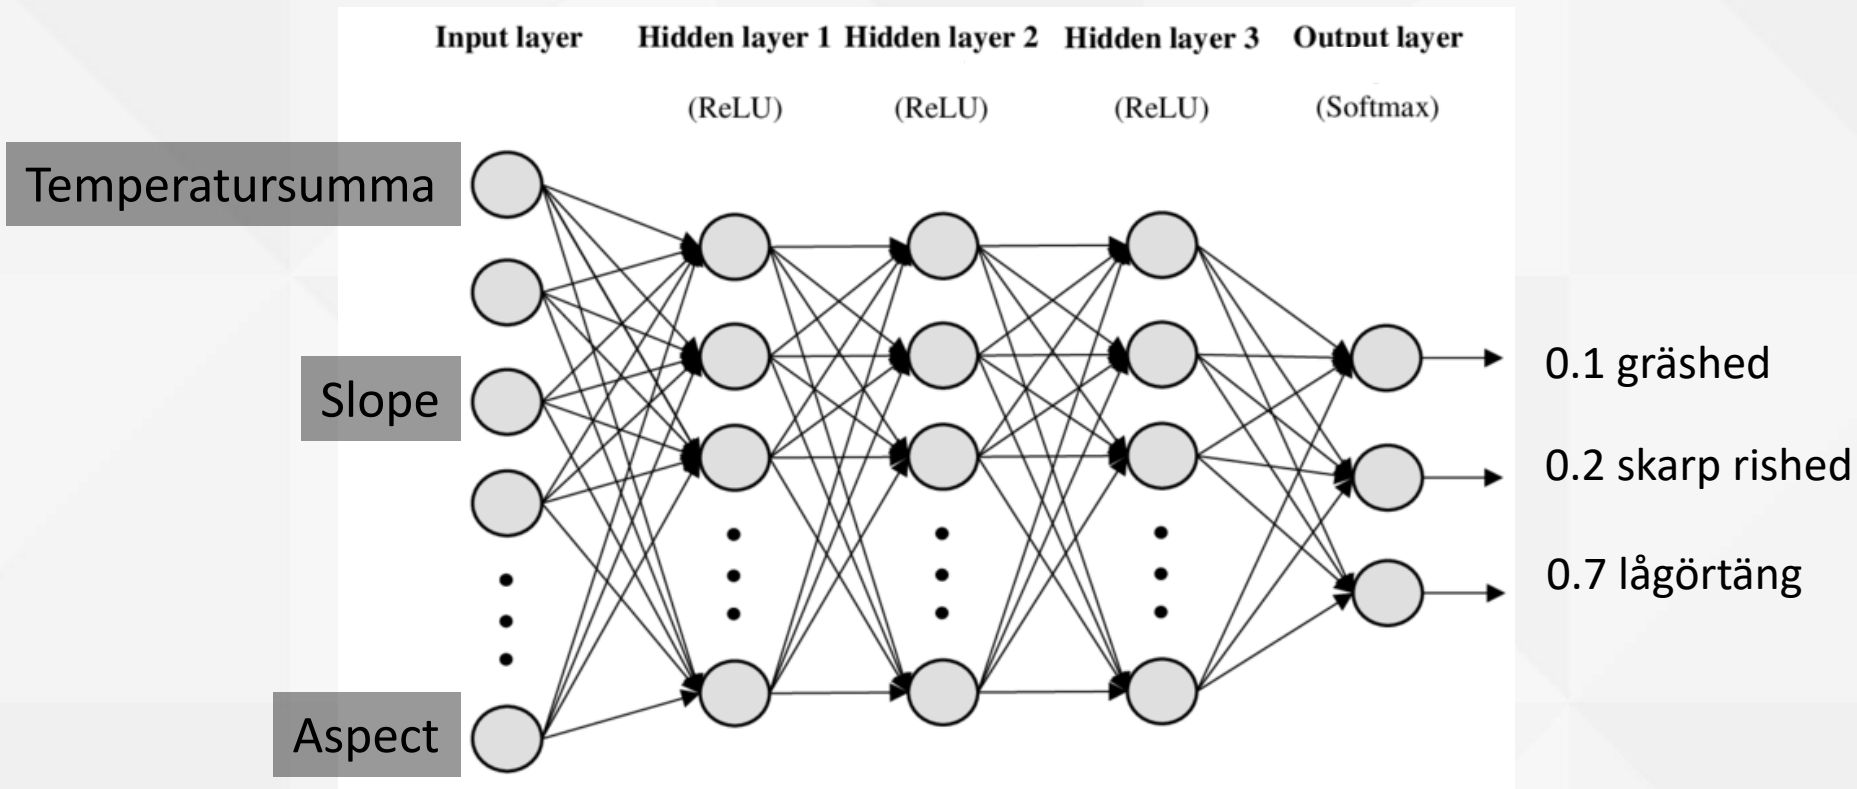 Input layer Hidden layer 1 Hidden layer 2 Hidden layer 3 Output layer
(ReLU) (ReLU) (ReLU) (Softmax)
Temperatursumma
Slope
Aspect
0.1 gräshed
0.2 skarp rished
0.7 lågörtäng